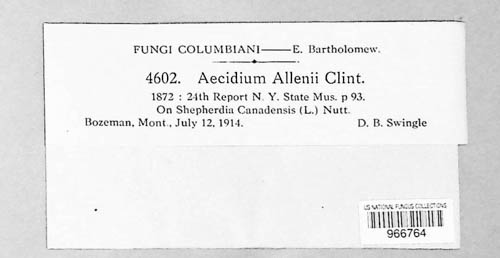 FUNGI COLUMBIANI——E. Bartholomew.
4602. Aecidium Allenii Clint.
1872 : 24th Report N. Y. State Mus. p 93.
On Shepherdia Canadensis (L.) Nutt.
Bozeman, Mont., July 12, 1914. D. B. Swingle
US NATIONAL FUNGUS COLLECTIONS
966764